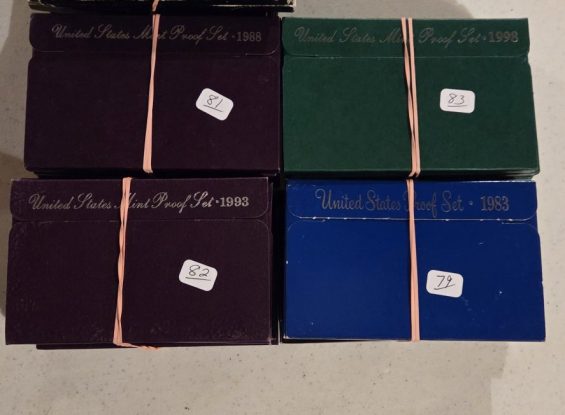 United States Mint Proof Set · 1988
81
United States Mint Proof Set · 1998
83
United States Mint Proof Set · 1993
82
United States Proof Set · 1983
79